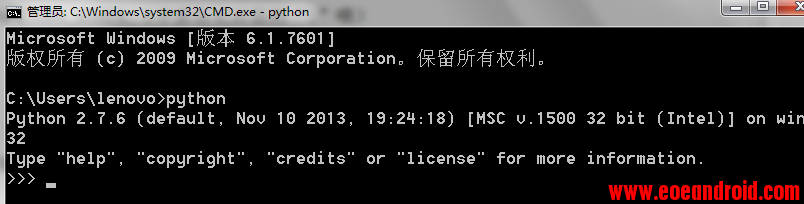 管理员: C:\Windows\system32\CMD.exe - python
Microsoft Windows [版本 6.1.7601]
版权所有 (c) 2009 Microsoft Corporation。保留所有权利。
C:\Users\lenovo>python
Python 2.7.6 (default, Nov 10 2013, 19:24:18) [MSC v.1500 32 bit (Intel)] on win
32
Type "help", "copyright", "credits" or "license" for more information.
>>> _
www.eoeandroid.com